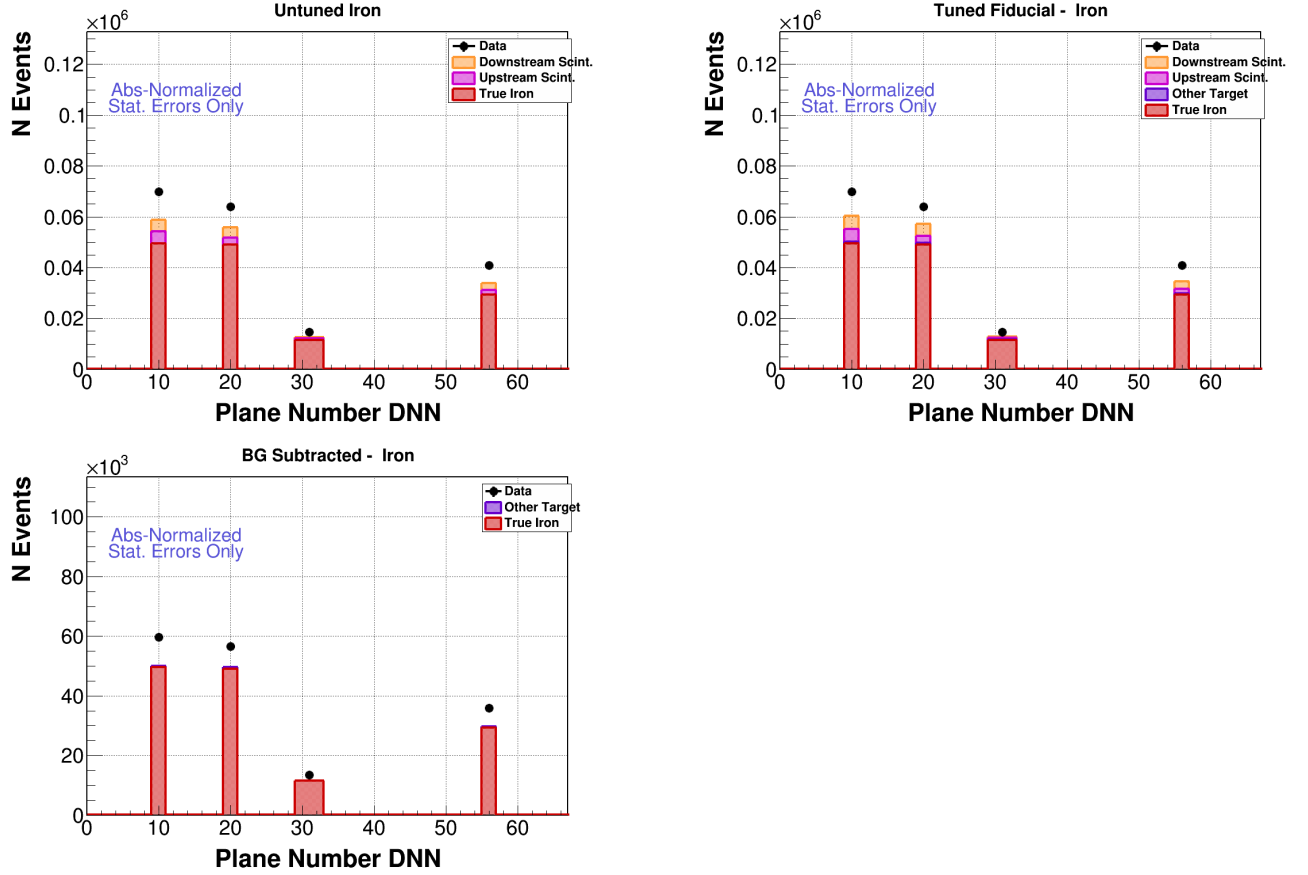 Untuned Iron
×10^6
N Events
0.12
0.1
0.08
0.06
0.04
0.02
0
Abs-Normalized
Stat. Errors Only
Data
Downstream Scint.
Upstream Scint.
True Iron
0 10 20 30 40 50 60
Plane Number DNN
Tuned Fiducial - Iron
×10^6
N Events
0.12
0.1
0.08
0.06
0.04
0.02
0
Abs-Normalized
Stat. Errors Only
Data
Downstream Scint.
Upstream Scint.
Other Target
True Iron
0 10 20 30 40 50 60
Plane Number DNN
BG Subtracted - Iron
×10^3
N Events
100
80
60
40
20
0
Abs-Normalized
Stat. Errors Only
Data
Other Target
True Iron
0 10 20 30 40 50 60
Plane Number DNN